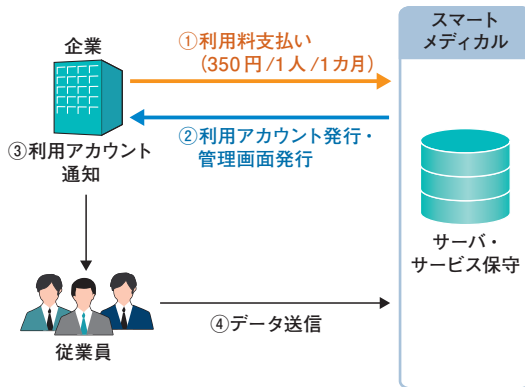 企業
①利用料支払い
(350円/1人/1カ月)
スマート
メディカル
②利用アカウント発行・
管理画面発行
③利用アカウント
通知
サーバ・
サービス保守
④データ送信
従業員